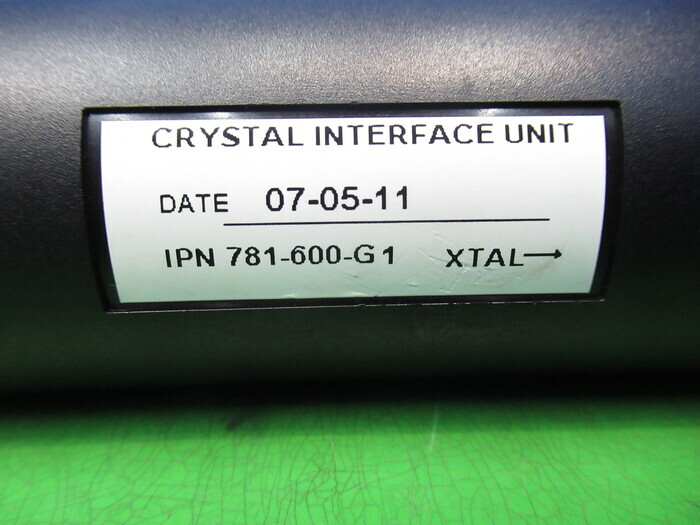 CRYSTAL INTERFACE UNIT
DATE 07-05-11
IPN 781-600-G1 XTAL→